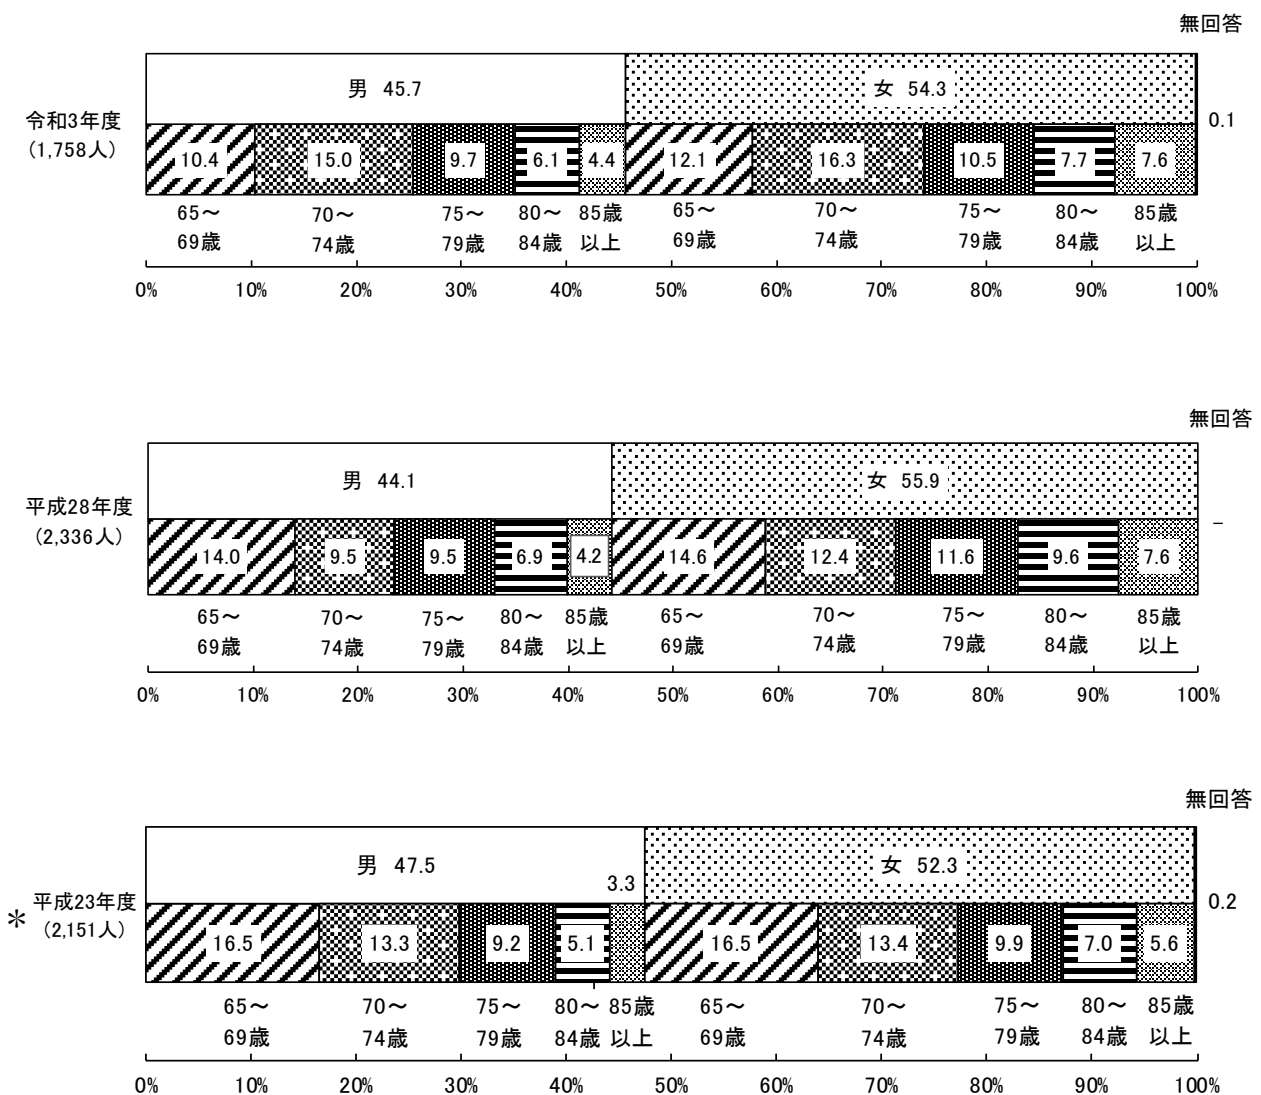 無回答
男 45.7
女 54.3
令和3年度
(1,758人)
0.1
10.4
15.0
9.7
6.1
4.4
12.1
16.3
10.5
7.7
7.6
65～
69歳
70～
74歳
75～
79歳
80～
84歳
85歳
以上
65～
69歳
70～
74歳
75～
79歳
80～
84歳
85歳
以上
0%
10%
20%
30%
40%
50%
60%
70%
80%
90%
100%
無回答
男 44.1
女 55.9
平成28年度
(2,336人)
－
14.0
9.5
9.5
6.9
4.2
14.6
12.4
11.6
9.6
7.6
65～
69歳
70～
74歳
75～
79歳
80～
84歳
85歳
以上
65～
69歳
70～
74歳
75～
79歳
80～
84歳
85歳
以上
0%
10%
20%
30%
40%
50%
60%
70%
80%
90%
100%
無回答
男 47.5
女 52.3
3.3
＊ 平成23年度
(2,151人)
0.2
16.5
13.3
9.2
5.1
16.5
13.4
9.9
7.0
5.6
65～
69歳
70～
74歳
75～
79歳
80～
84歳
85歳
以上
65～
69歳
70～
74歳
75～
79歳
80～
84歳
85歳
以上
0%
10%
20%
30%
40%
50%
60%
70%
80%
90%
100%